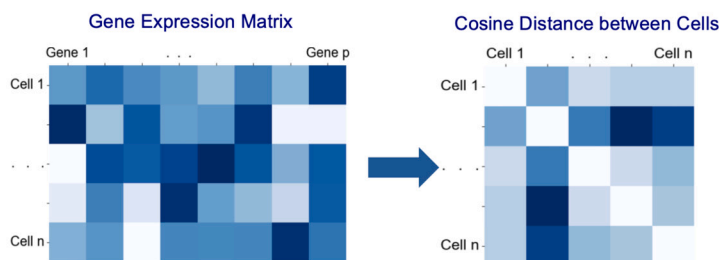 Gene Expression Matrix
Gene 1 . . . Gene p
Cell 1
. . .
Cell n
Cosine Distance between Cells
Cell 1 . . . Cell n
Cell 1
. . .
Cell n